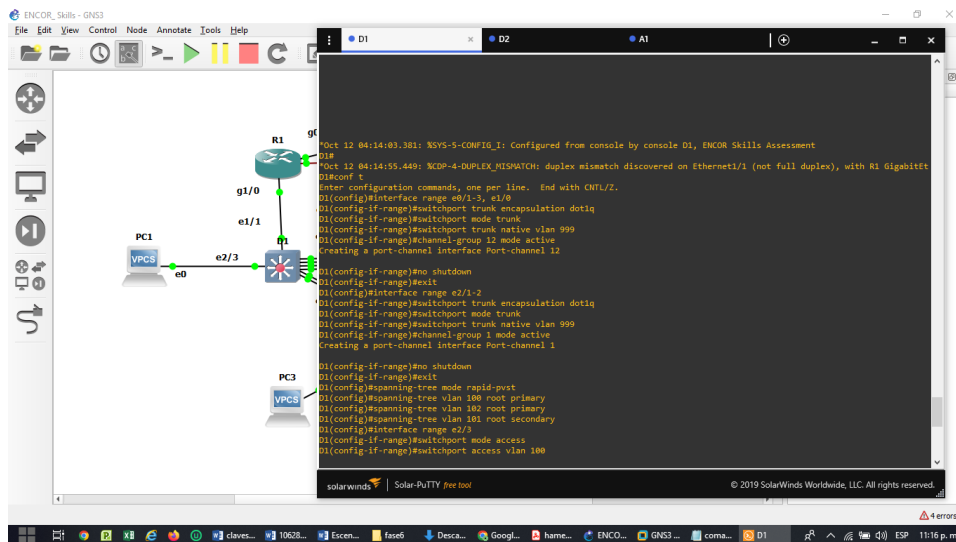 ENCOR_Skills - GNS3
File Edit View Control Node Annotate Tools Help
D1
D2
A1
R1
g1/0
e1/1
PC1
VPCS
e0
e2/3
D1
PC3
VPCS
*Oct 12 04:14:03.381: %SYS-5-CONFIG_I: Configured from console by console D1, ENCOR Skills Assessment
D1#
*Oct 12 04:14:55.449: %CDP-4-DUPLEX_MISMATCH: duplex mismatch discovered on Ethernet1/1 (not full duplex), with R1 GigabitEt
D1#conf t
Enter configuration commands, one per line.  End with CNTL/Z.
D1(config)#interface range e0/1-3, e1/0
D1(config-if-range)#switchport trunk encapsulation dot1q
D1(config-if-range)#switchport mode trunk
D1(config-if-range)#switchport trunk native vlan 999
D1(config-if-range)#channel-group 12 mode active
Creating a port-channel interface Port-channel 12
D1(config-if-range)#no shutdown
D1(config-if-range)#exit
D1(config)#interface range e2/1-2
D1(config-if-range)#switchport trunk encapsulation dot1q
D1(config-if-range)#switchport mode trunk
D1(config-if-range)#switchport trunk native vlan 999
D1(config-if-range)#channel-group 1 mode active
Creating a port-channel interface Port-channel 1
D1(config-if-range)#no shutdown
D1(config-if-range)#exit
D1(config)#spanning-tree mode rapid-pvst
D1(config)#spanning-tree vlan 100 root primary
D1(config)#spanning-tree vlan 102 root primary
D1(config)#spanning-tree vlan 101 root secondary
D1(config)#interface range e2/3
D1(config-if-range)#switchport mode access
D1(config-if-range)#switchport access vlan 100
solarwinds Solar-PuTTY free tool
© 2019 SolarWinds Worldwide, LLC. All rights reserved.
4 errors
claves... 10628... Escen... fase6 Desca... Googl... hame... ENCO... GNS3 ... coma... D1 ESP 11:16 p. m.